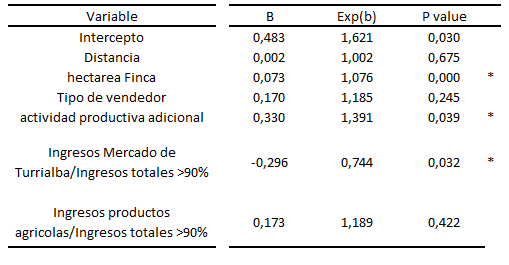 Variable B Exp(b) P value
Intercepto 0,483 1,621 0,030
Distancia 0,002 1,002 0,675
hectarea Finca 0,073 1,076 0,000 *
Tipo de vendedor 0,170 1,185 0,245
actividad productiva adicional 0,330 1,391 0,039 *
Ingresos Mercado de
Turrialba/Ingresos totales >90% -0,296 0,744 0,032 *
Ingresos productos
agricolas/Ingresos totales >90% 0,173 1,189 0,422